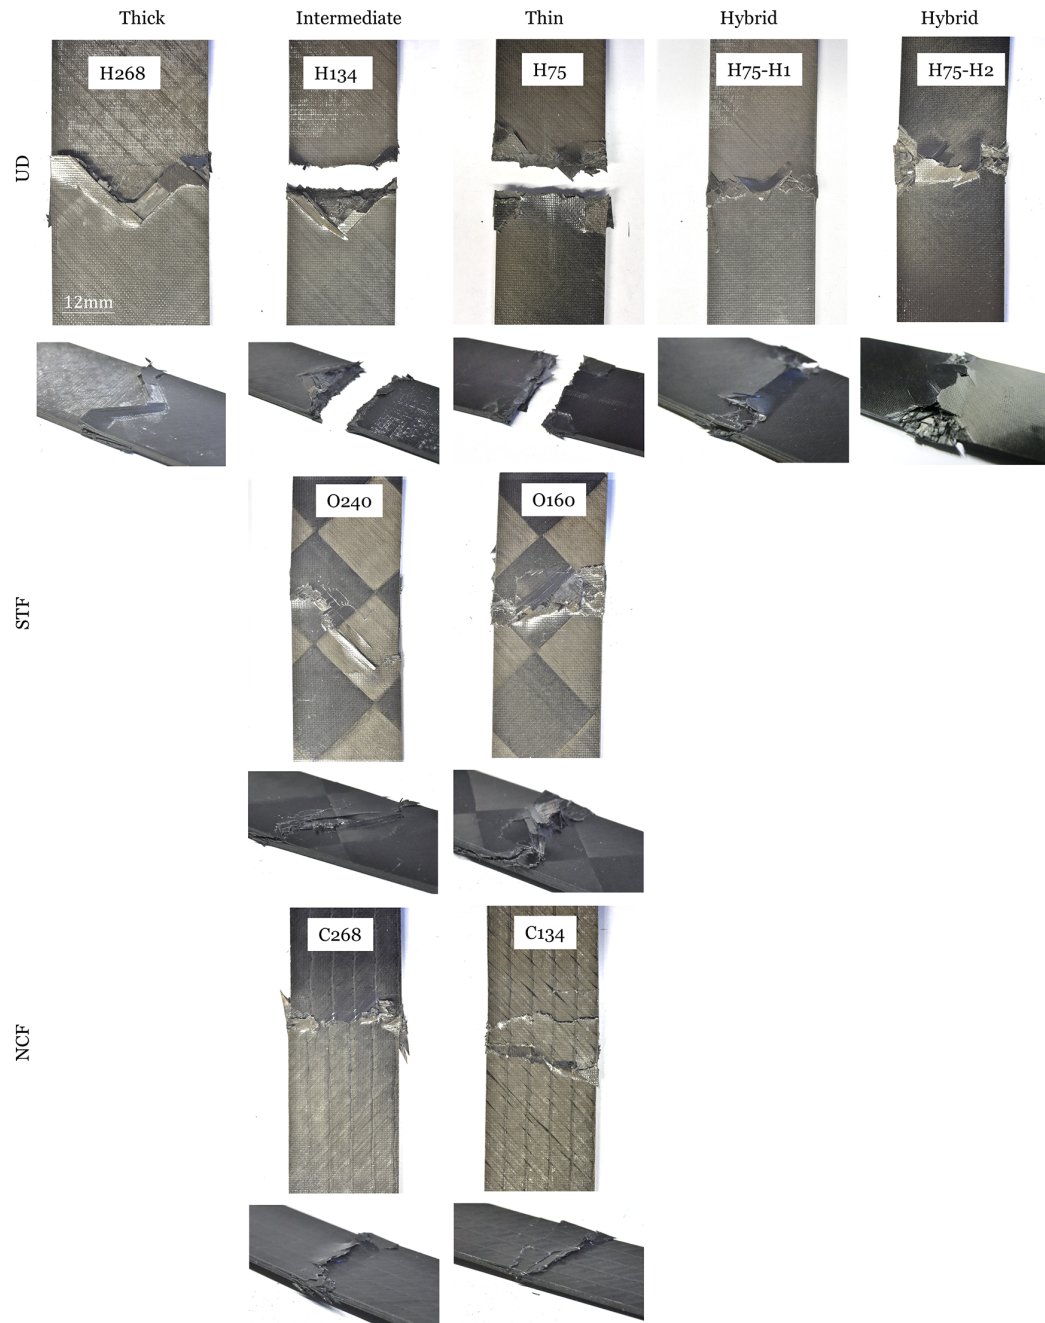 Thick Intermediate Thin Hybrid Hybrid
UD
H268 H134 H75 H75-H1 H75-H2
12mm
STF
O240 O160
NCF
C268 C134